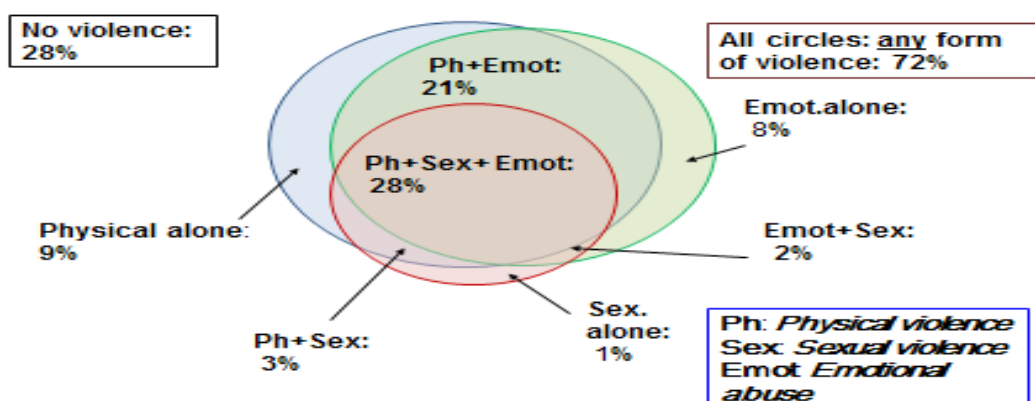 No violence:
28%
All circles: any form
of violence: 72%
Ph+Emot:
21%
Emot.alone:
8%
Ph+Sex+Emot:
28%
Physical alone:
9%
Emot+Sex:
2%
Ph+Sex:
3%
Sex.
alone:
1%
Ph: Physical violence
Sex: Sexual violence
Emot: Emotional
abuse